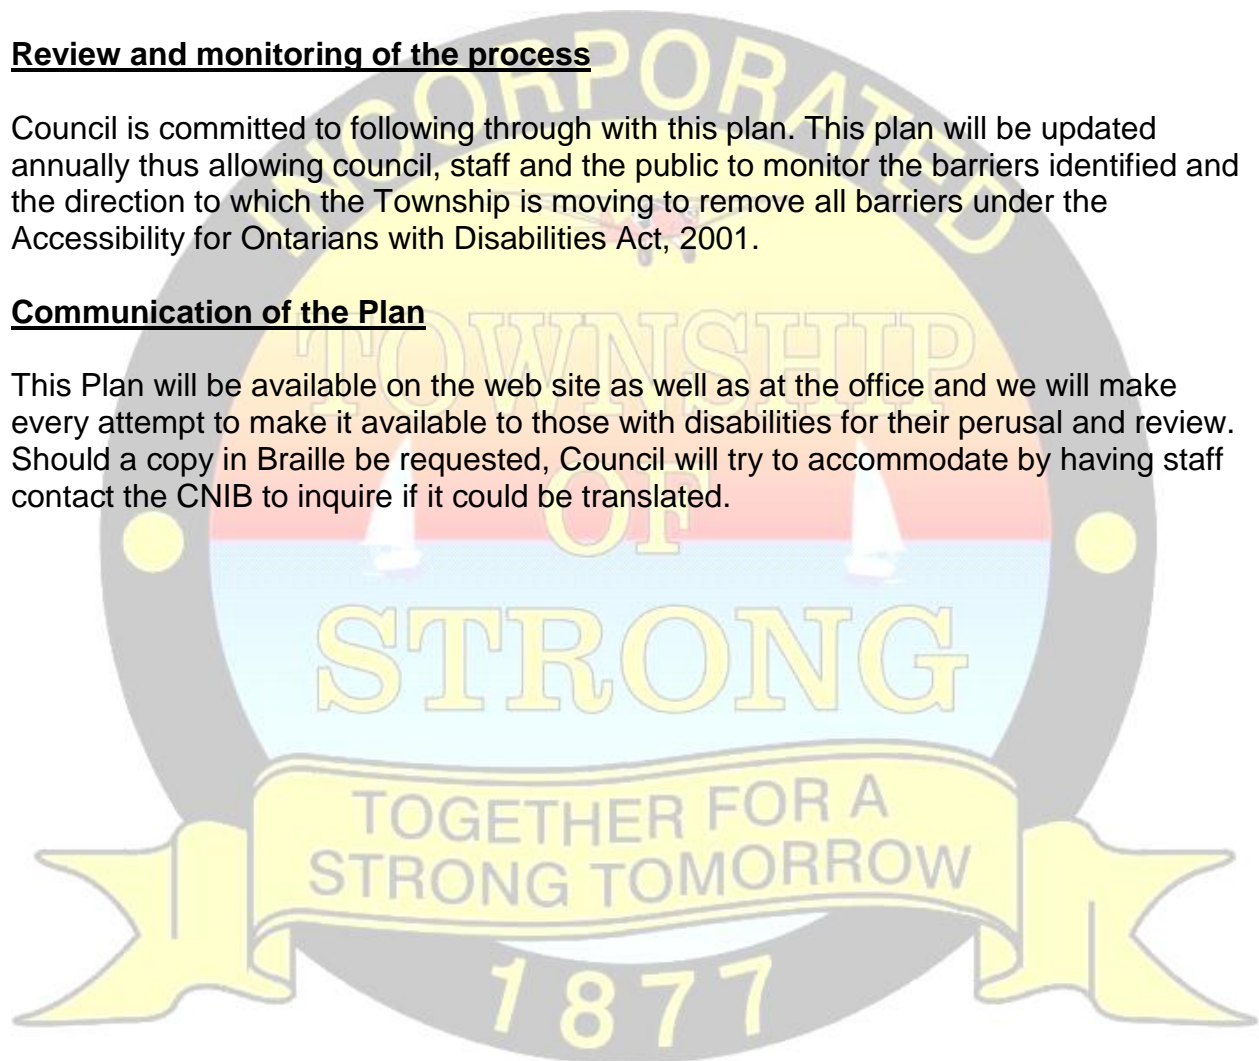 Review and monitoring of the process
Council is committed to following through with this plan. This plan will be updated
annually thus allowing council, staff and the public to monitor the barriers identified and
the direction to which the Township is moving to remove all barriers under the
Accessibility for Ontarians with Disabilities Act, 2001.
Communication of the Plan
This Plan will be available on the web site as well as at the office and we will make
every attempt to make it available to those with disabilities for their perusal and review.
Should a copy in Braille be requested, Council will try to accommodate by having staff
contact the CNIB to inquire if it could be translated.
INCORPORATED
TOWNSHIP
OF
STRONG
TOGETHER FOR A
STRONG TOMORROW
1877